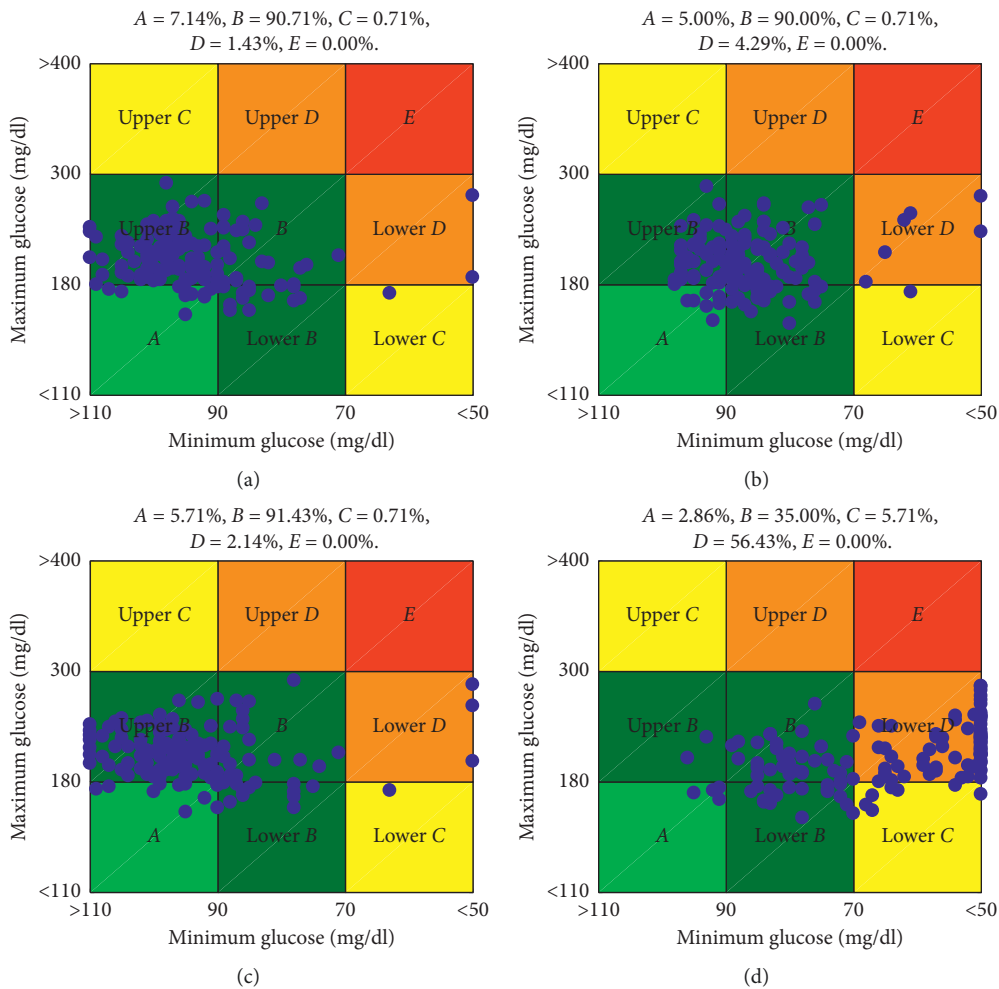 A = 7.14%, B = 90.71%, C = 0.71%,
D = 1.43%, E = 0.00%.
>400
300
180
<110
Maximum glucose (mg/dl)
Upper C
Upper D
E
Upper B
B
Lower D
A
Lower B
Lower C
>110
90
70
<50
Minimum glucose (mg/dl)
(a)
A = 5.00%, B = 90.00%, C = 0.71%,
D = 4.29%, E = 0.00%.
>400
300
180
<110
Maximum glucose (mg/dl)
Upper C
Upper D
E
Upper B
B
Lower D
A
Lower B
Lower C
>110
90
70
<50
Minimum glucose (mg/dl)
(b)
A = 5.71%, B = 91.43%, C = 0.71%,
D = 2.14%, E = 0.00%.
>400
300
180
<110
Maximum glucose (mg/dl)
Upper C
Upper D
E
Upper B
B
Lower D
A
Lower B
Lower C
>110
90
70
<50
Minimum glucose (mg/dl)
(c)
A = 2.86%, B = 35.00%, C = 5.71%,
D = 56.43%, E = 0.00%.
>400
300
180
<110
Maximum glucose (mg/dl)
Upper C
Upper D
E
Upper B
B
Lower D
A
Lower B
Lower C
>110
90
70
<50
Minimum glucose (mg/dl)
(d)